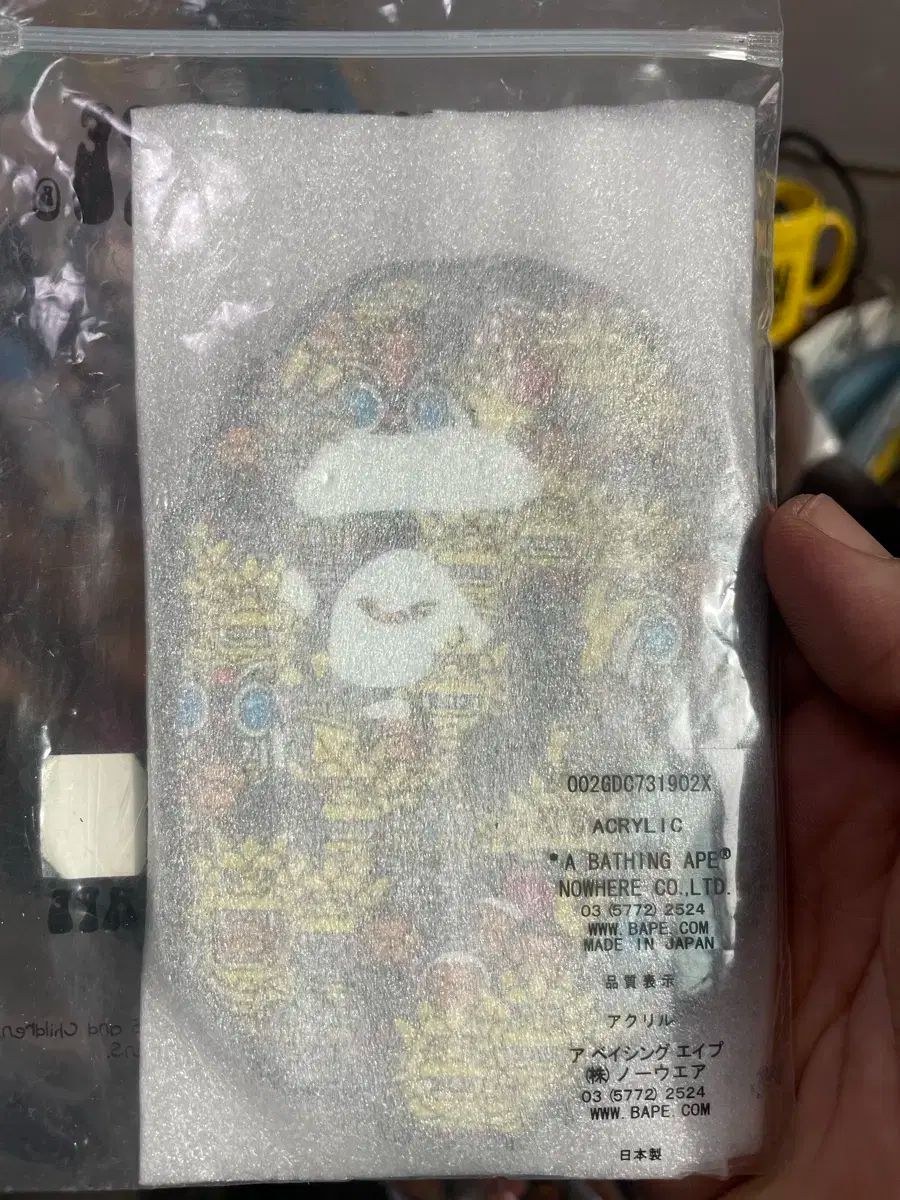 002GDC731902X
ACRYLIC
"A BATHING APE®
NOWHERE CO.,LTD.
03 (5772) 2524
WWW.BAPE.COM
MADE IN JAPAN
品質表示
アクリル
ア ベイシング エイプ
(株) ノーウエア
03 (5772) 2524
WWW.BAPE.COM
日本製
and Children